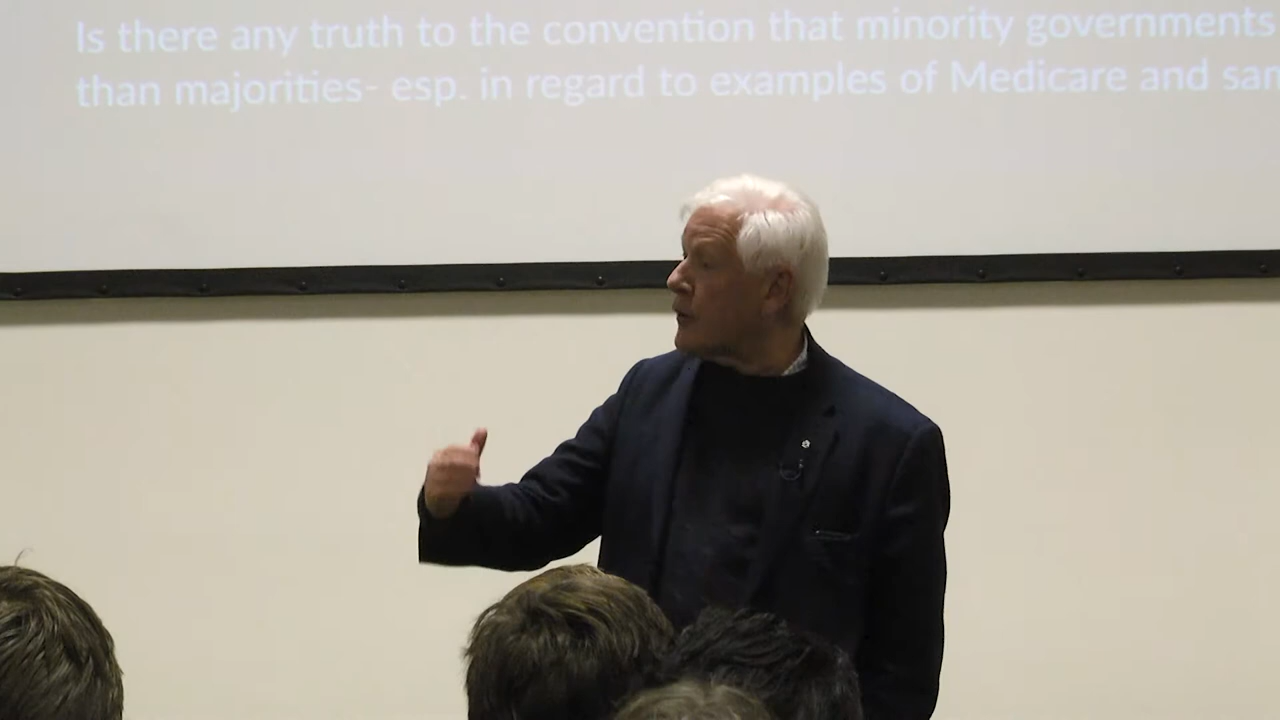 Is there any truth to the convention that minority governments
than majorities- esp. in regard to examples of Medicare and